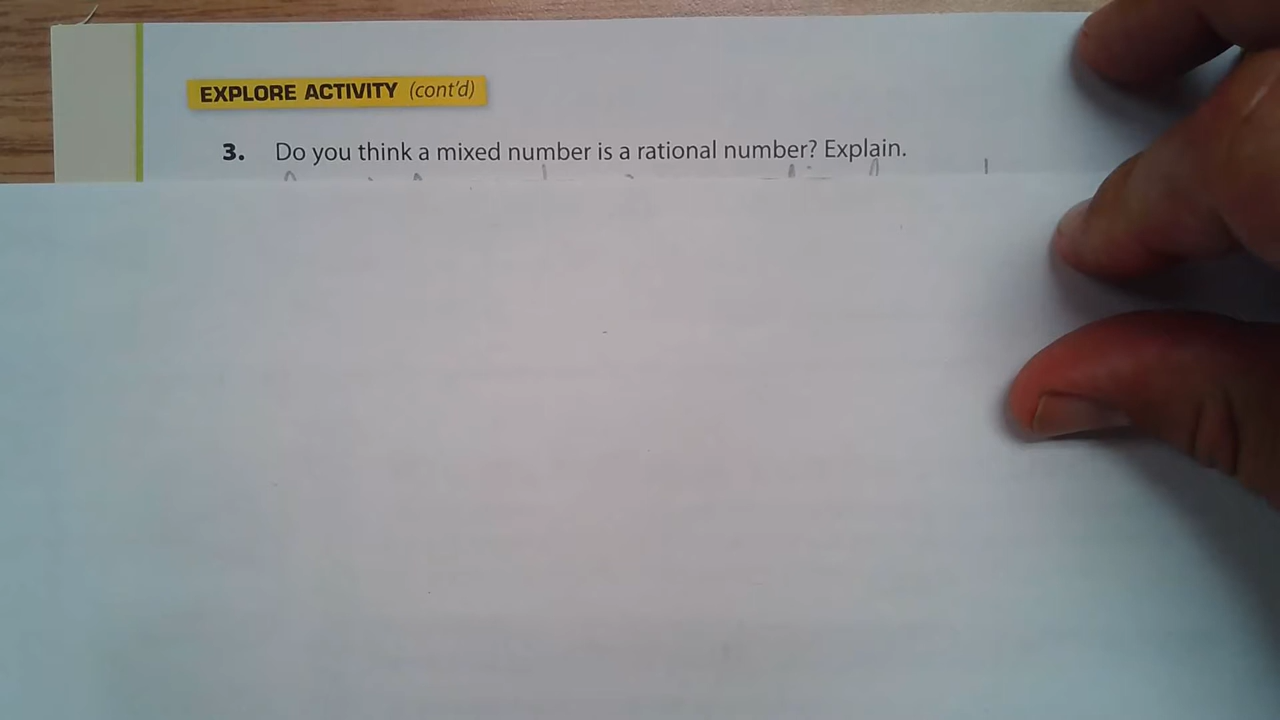 EXPLORE ACTIVITY (cont'd)
3. Do you think a mixed number is a rational number? Explain.